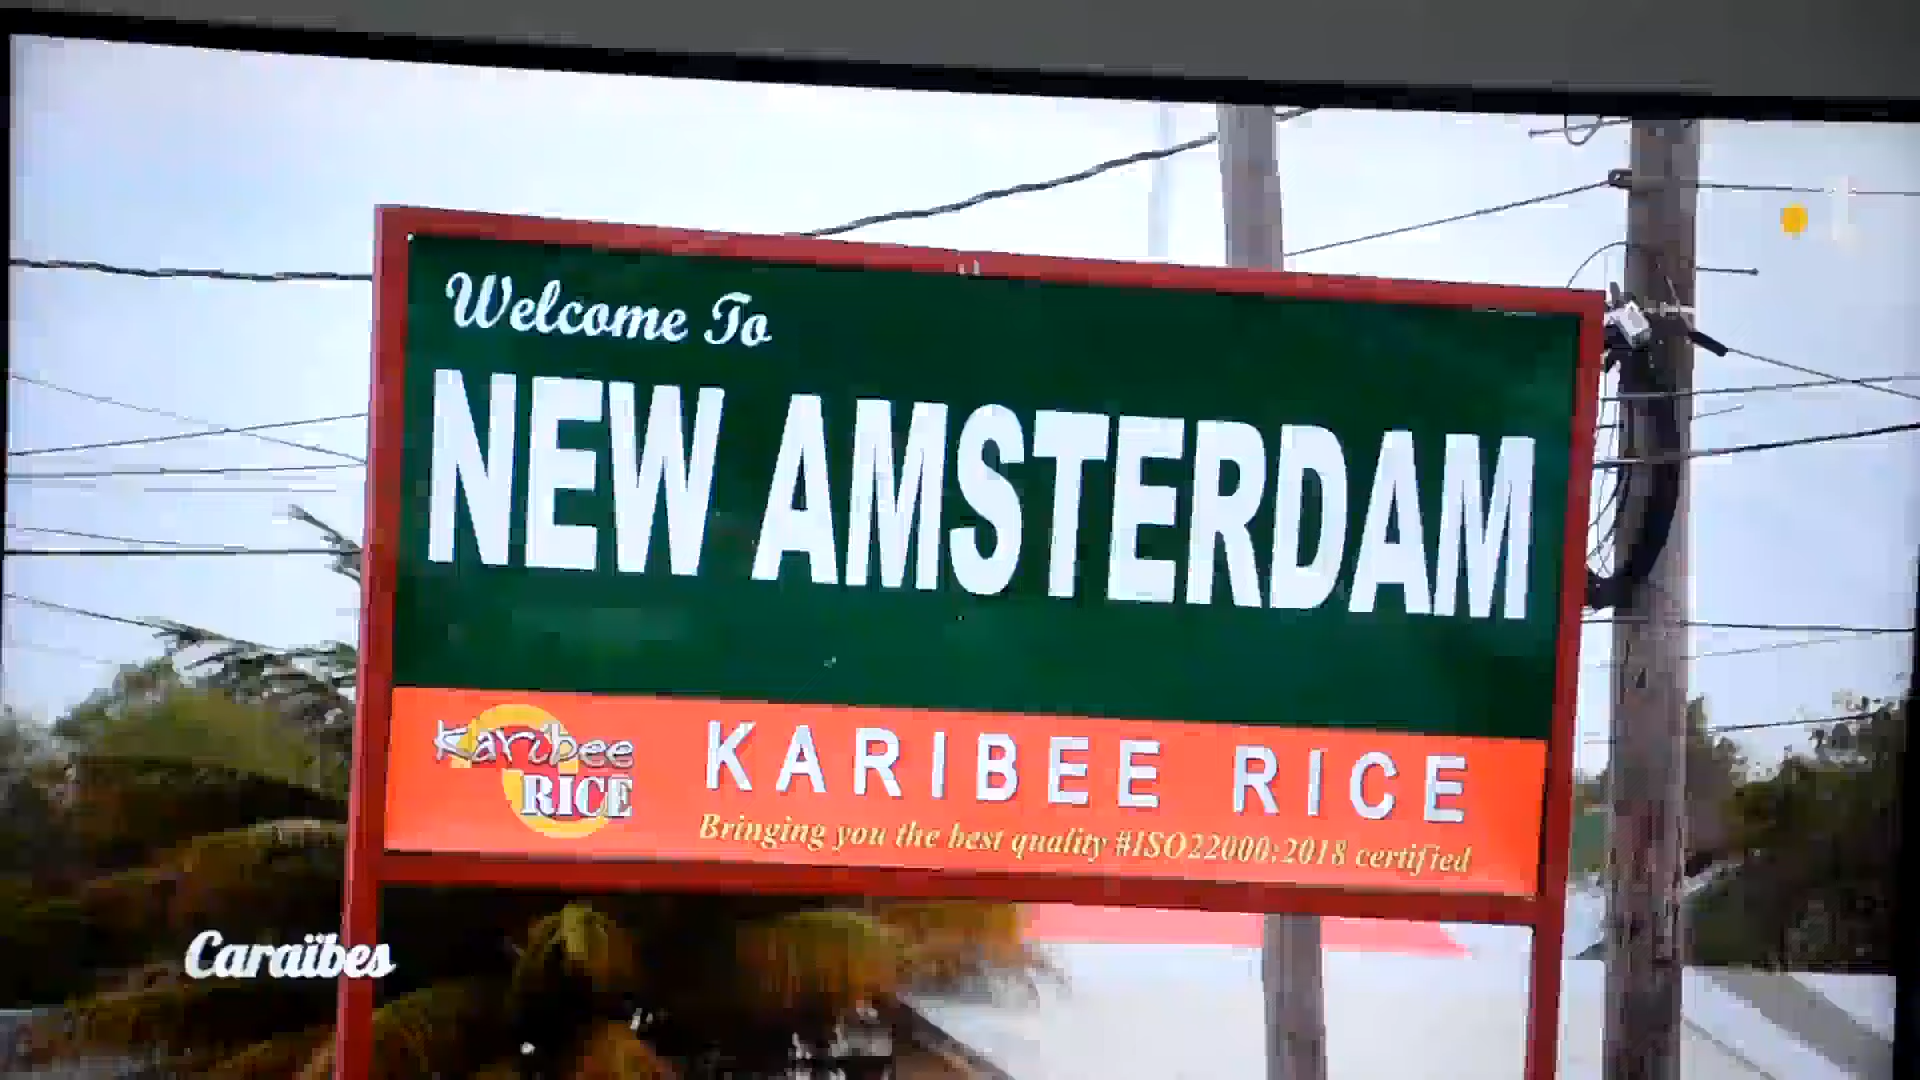 Welcome To
NEW AMSTERDAM
Karibee
RICE
KARIBEE RICE
Bringing you the best quality #ISO22000:2018 certified
Caraïbes